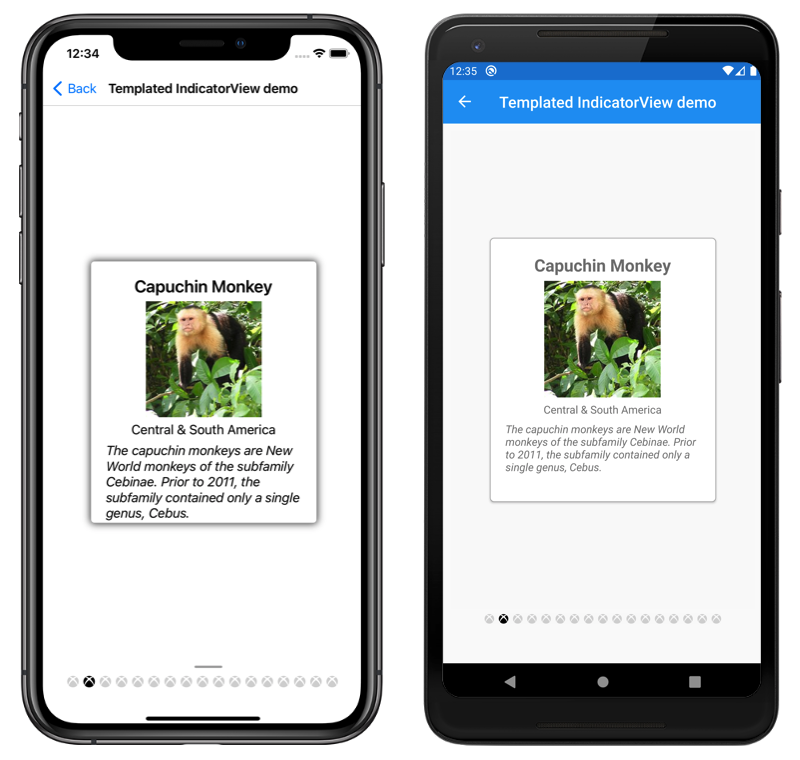 12:34
Back Templated IndicatorView demo
Capuchin Monkey
Central & South America
The capuchin monkeys are New
World monkeys of the subfamily
Cebinae. Prior to 2011, the
subfamily contained only a single
genus, Cebus.
12:35
Templated IndicatorView demo
Capuchin Monkey
Central & South America
The capuchin monkeys are New World
monkeys of the subfamily Cebinae. Prior
to 2011, the subfamily contained only a
single genus, Cebus.